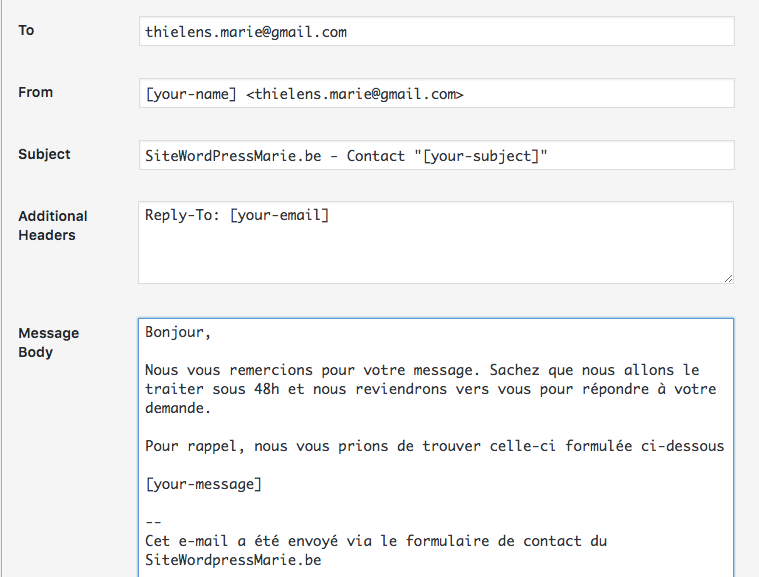 To
thielens.marie@gmail.com
From
[your-name] <thielens.marie@gmail.com>
Subject
SiteWordPressMarie.be - Contact "[your-subject]"
Additional
Headers
Reply-To: [your-email]
Message
Body
Bonjour,
Nous vous remercions pour votre message. Sachez que nous allons le
traiter sous 48h et nous reviendrons vers vous pour répondre à votre
demande.
Pour rappel, nous vous prions de trouver celle-ci formulée ci-dessous
[your-message]
--
Cet e-mail a été envoyé via le formulaire de contact du
SiteWordpressMarie.be